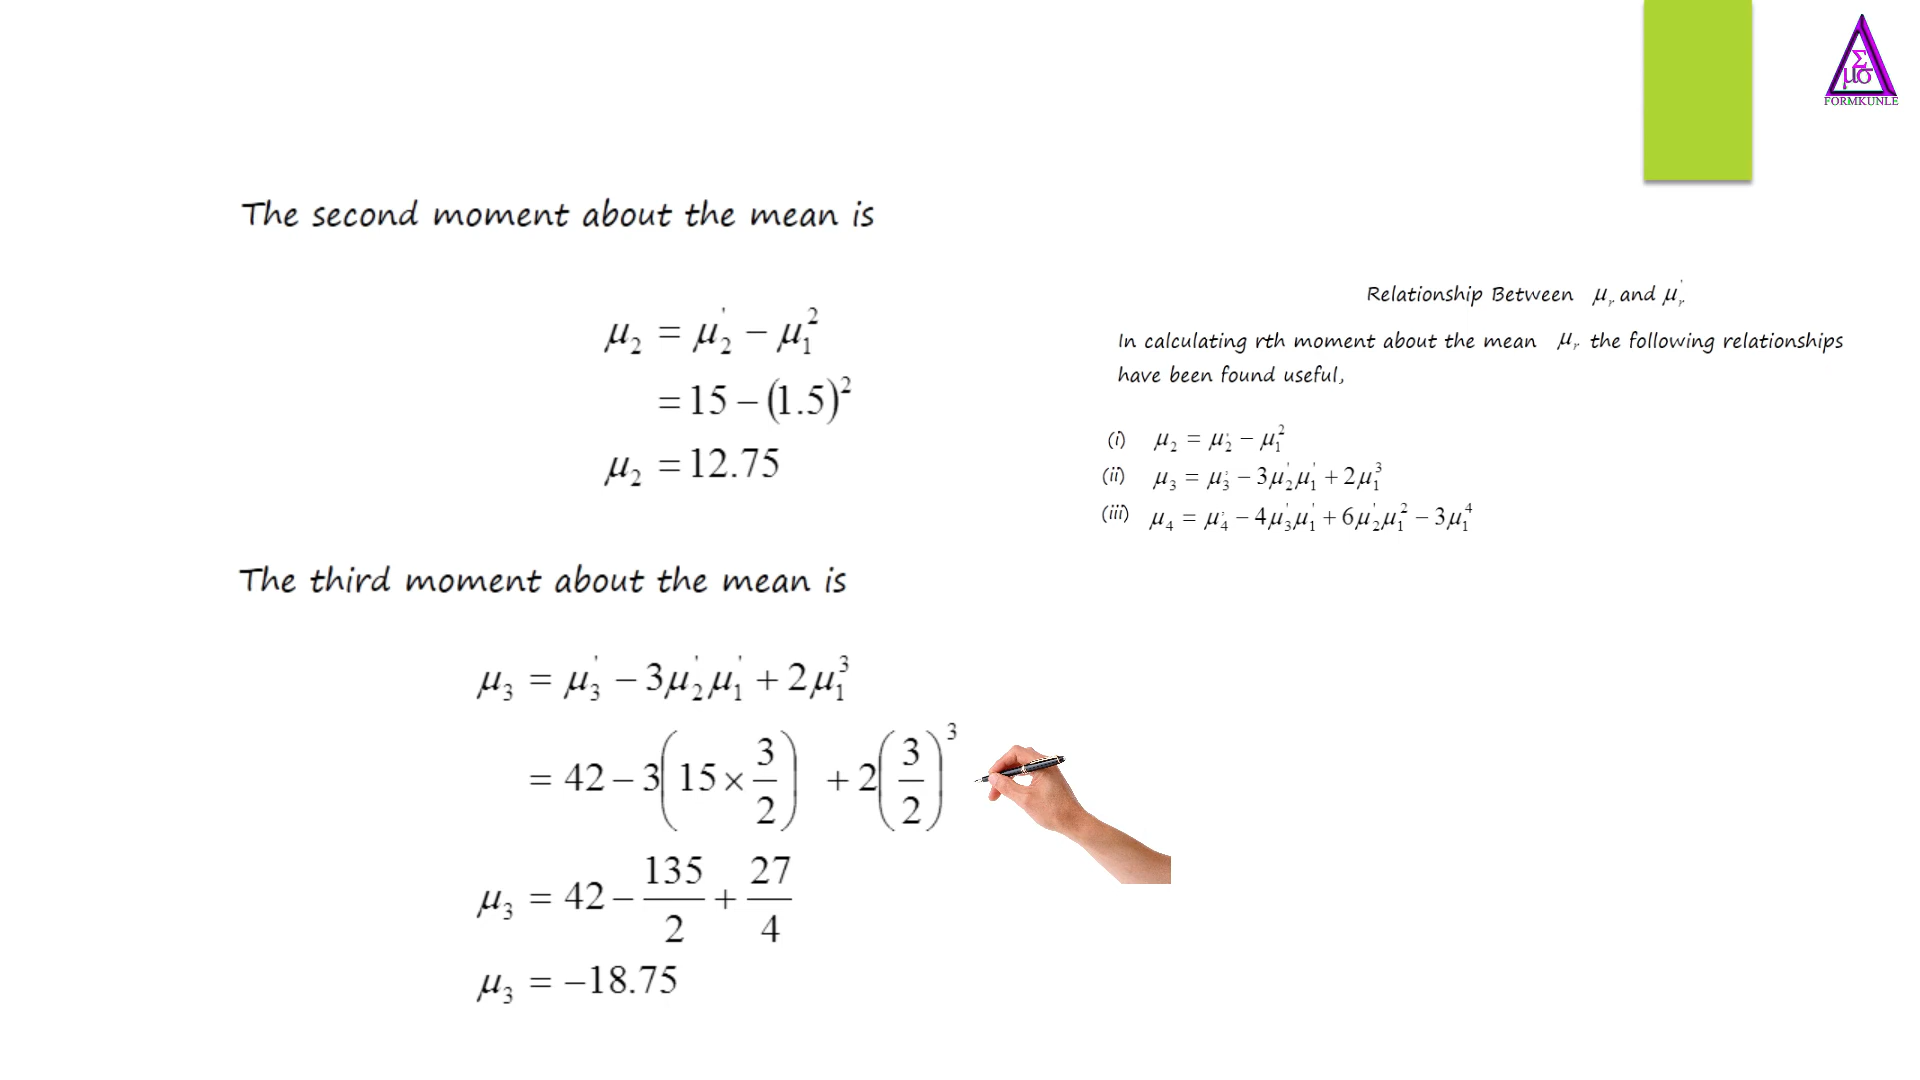 Σ
μσ
FORMKUNLE
The second moment about the mean is
μ₂ = μ₂' − μ₁²
= 15 − (1.5)²
μ₂ = 12.75
The third moment about the mean is
μ₃ = μ₃' − 3μ₂'μ₁' + 2μ₁³
= 42 − 3(15 × 3/2) + 2(3/2)³
μ₃ = 42 − 135/2 + 27/4
μ₃ = −18.75
Relationship Between μᵣ and μᵣ'
In calculating rth moment about the mean μᵣ the following relationships
have been found useful,
(i) μ₂ = μ₂' − μ₁²
(ii) μ₃ = μ₃' − 3μ₂'μ₁' + 2μ₁³
(iii) μ₄ = μ₄' − 4μ₃'μ₁' + 6μ₂'μ₁² − 3μ₁⁴